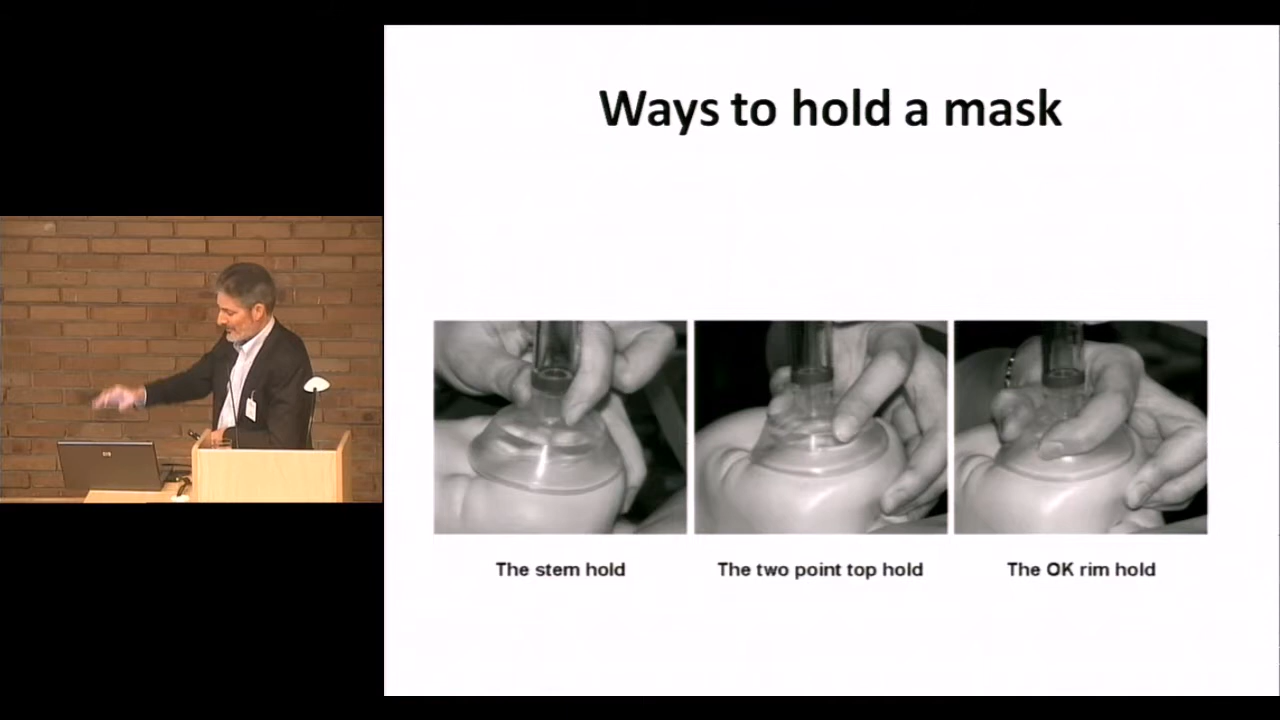 Ways to hold a mask
The stem hold
The two point top hold
The OK rim hold